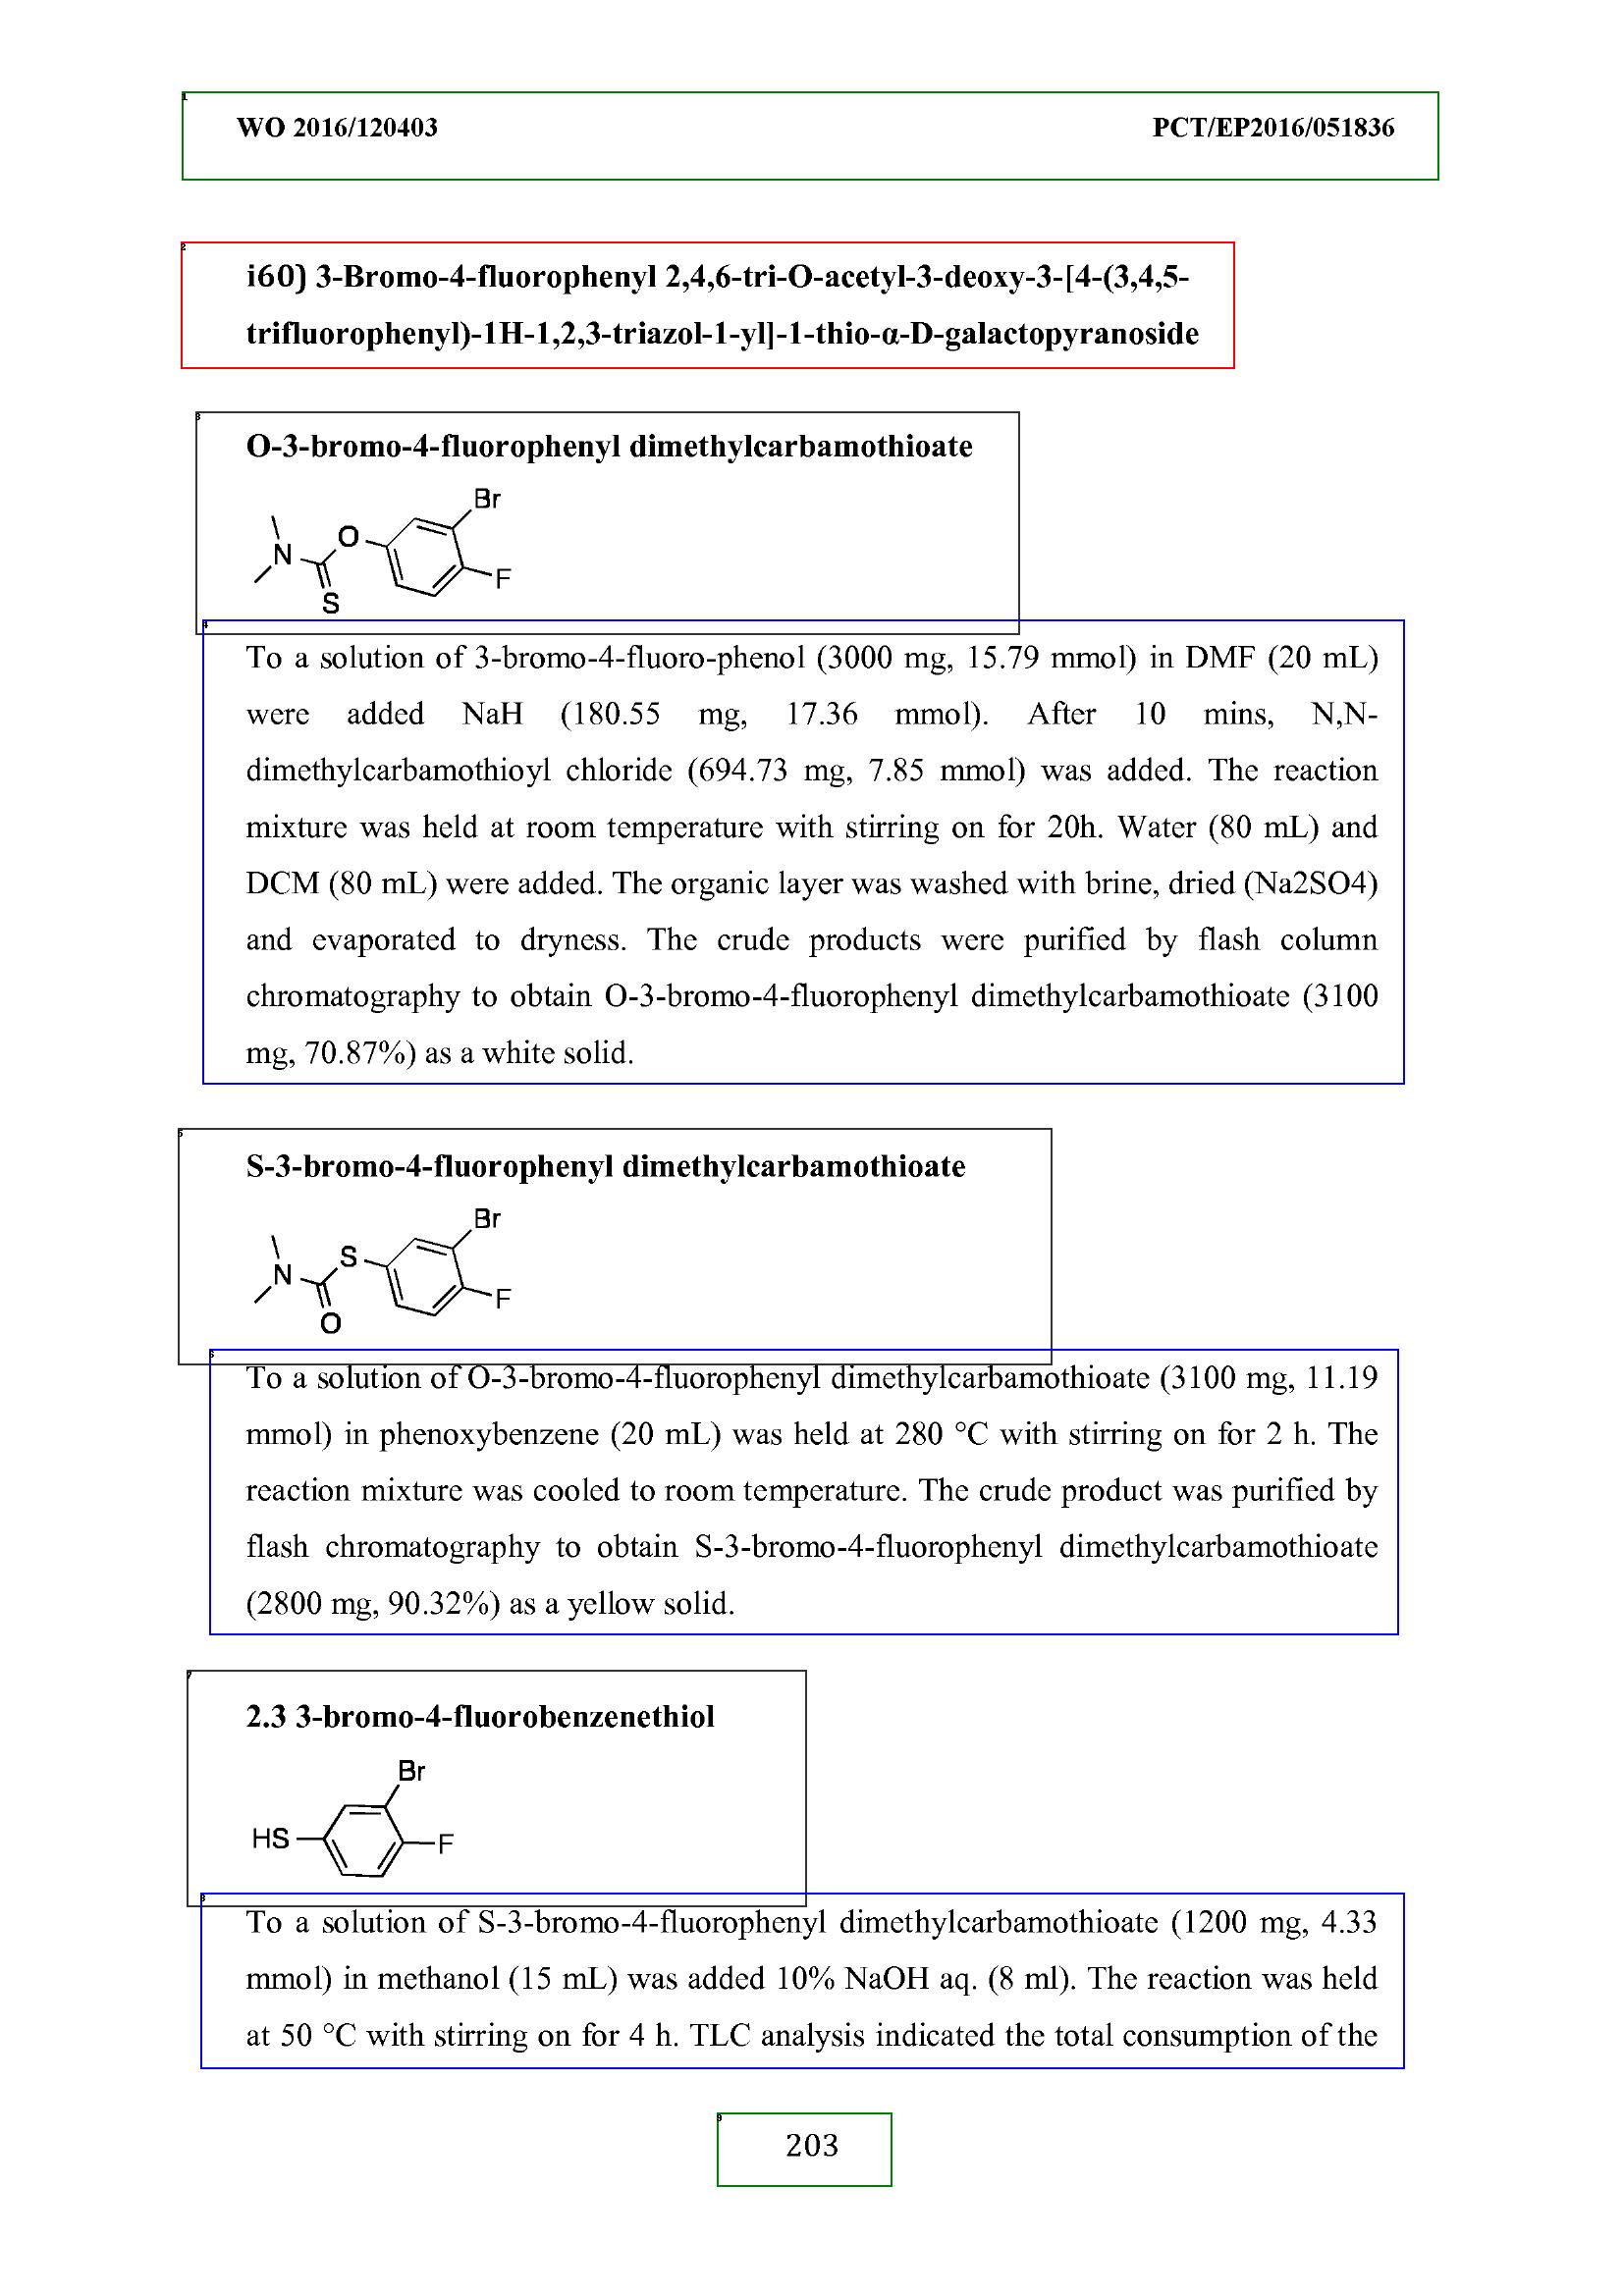 WO 2016/120403 PCT/EP2016/051836
i60) 3-Bromo-4-fluorophenyl 2,4,6-tri-O-acetyl-3-deoxy-3-[4-(3,4,5-
trifluorophenyl)-1H-1,2,3-triazol-1-yl]-1-thio-α-D-galactopyranoside
O-3-bromo-4-fluorophenyl dimethylcarbamothioate
Br
O
N
F
S
To a solution of 3-bromo-4-fluoro-phenol (3000 mg, 15.79 mmol) in DMF (20 mL)
were added NaH (180.55 mg, 17.36 mmol). After 10 mins, N,N-
dimethylcarbamothioyl chloride (694.73 mg, 7.85 mmol) was added. The reaction
mixture was held at room temperature with stirring on for 20h. Water (80 mL) and
DCM (80 mL) were added. The organic layer was washed with brine, dried (Na2SO4)
and evaporated to dryness. The crude products were purified by flash column
chromatography to obtain O-3-bromo-4-fluorophenyl dimethylcarbamothioate (3100
mg, 70.87%) as a white solid.
S-3-bromo-4-fluorophenyl dimethylcarbamothioate
Br
S
N
F
O
To a solution of O-3-bromo-4-fluorophenyl dimethylcarbamothioate (3100 mg, 11.19
mmol) in phenoxybenzene (20 mL) was held at 280 °C with stirring on for 2 h. The
reaction mixture was cooled to room temperature. The crude product was purified by
flash chromatography to obtain S-3-bromo-4-fluorophenyl dimethylcarbamothioate
(2800 mg, 90.32%) as a yellow solid.
2.3 3-bromo-4-fluorobenzenethiol
Br
HS
F
To a solution of S-3-bromo-4-fluorophenyl dimethylcarbamothioate (1200 mg, 4.33
mmol) in methanol (15 mL) was added 10% NaOH aq. (8 ml). The reaction was held
at 50 °C with stirring on for 4 h. TLC analysis indicated the total consumption of the
203